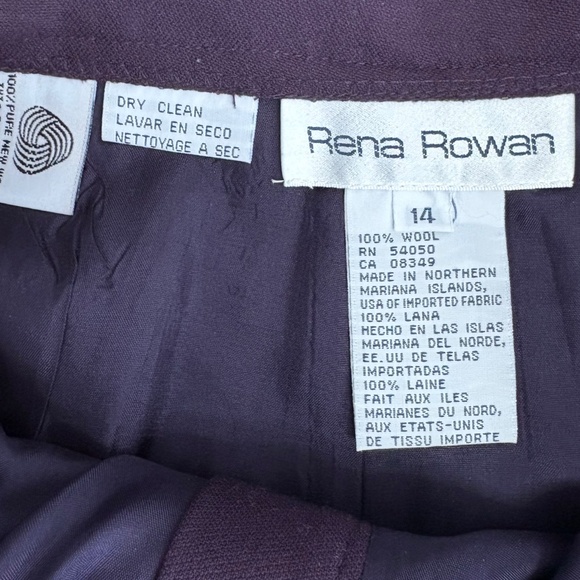 100% PURE NEW
DRY CLEAN
LAVAR EN SECO
NETTOYAGE A SEC
Rena Rowan
14
100% WOOL
RN 54050
CA 08349
MADE IN NORTHERN
MARIANA ISLANDS,
USA OF IMPORTED FABRIC
100% LANA
HECHO EN LAS ISLAS
MARIANA DEL NORDE,
EE.UU DE TELAS
IMPORTADAS
100% LAINE
FAIT AUX ILES
MARIANES DU NORD,
AUX ETATS-UNIS
DE TISSU IMPORTE